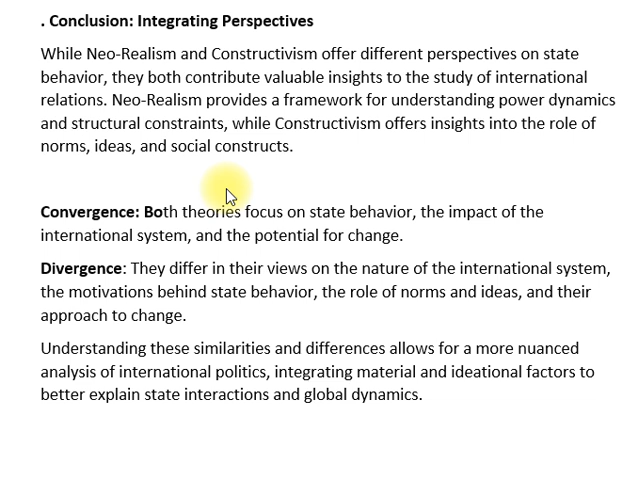 . Conclusion: Integrating Perspectives
While Neo-Realism and Constructivism offer different perspectives on state
behavior, they both contribute valuable insights to the study of international
relations. Neo-Realism provides a framework for understanding power dynamics
and structural constraints, while Constructivism offers insights into the role of
norms, ideas, and social constructs.
Convergence: Both theories focus on state behavior, the impact of the
international system, and the potential for change.
Divergence: They differ in their views on the nature of the international system,
the motivations behind state behavior, the role of norms and ideas, and their
approach to change.
Understanding these similarities and differences allows for a more nuanced
analysis of international politics, integrating material and ideational factors to
better explain state interactions and global dynamics.